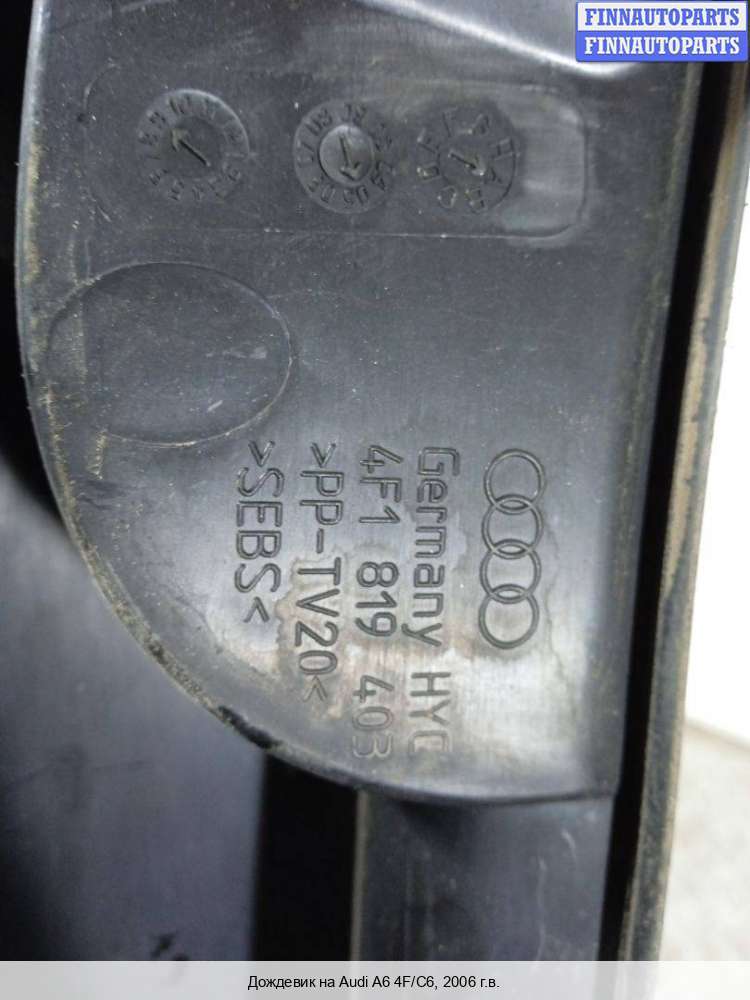 FINNAUTOPARTS
FINNAUTOPARTS
Germany HYC
4F1 819 403
>PP-TV20<
>SEBS<
Дождевик на Audi A6 4F/C6, 2006 г.в.